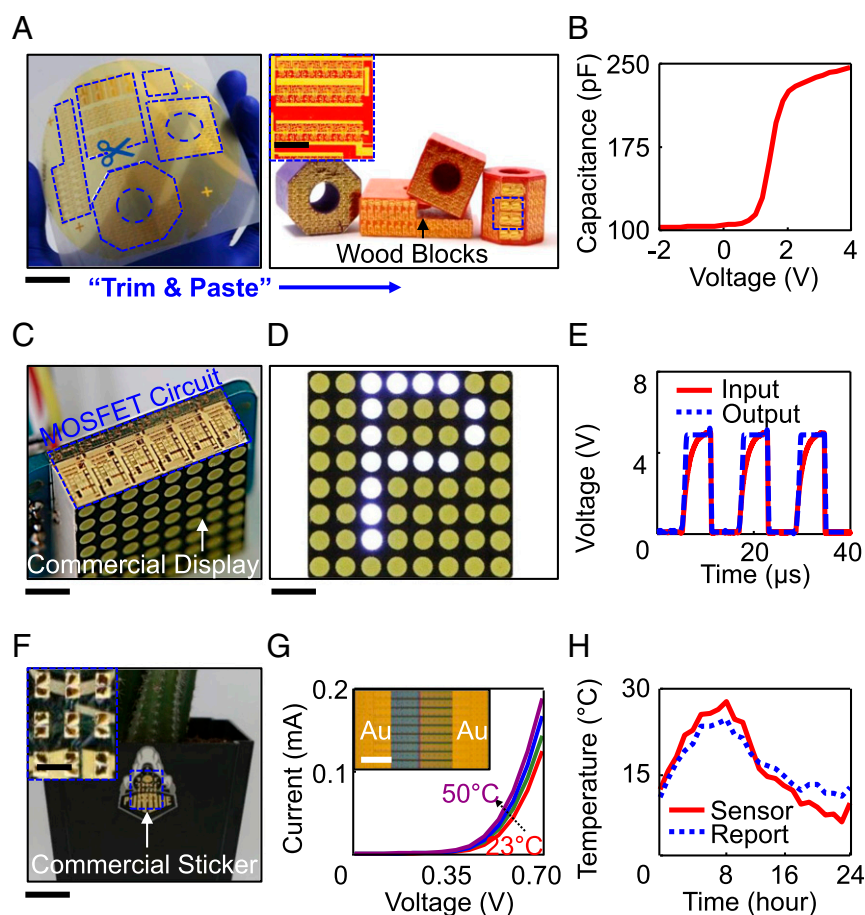 A
B
“Trim & Paste”
Wood Blocks
Capacitance (pF)
250
175
100
-2
0
2
4
Voltage (V)
C
D
E
MOSFET Circuit
Commercial Display
Voltage (V)
8
4
0
20
40
Input
Output
Time (µs)
F
G
H
Commercial Sticker
Current (mA)
0.2
0.1
0
0.35
0.70
Au
Au
50°C
23°C
Voltage (V)
Temperature (°C)
30
15
0
8
16
24
Sensor
Report
Time (hour)